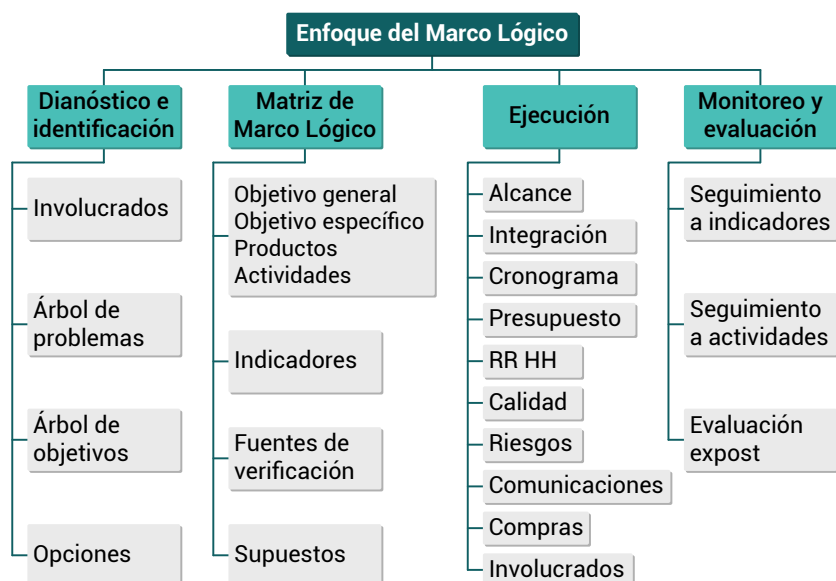 Enfoque del Marco Lógico
Dianóstico e
identificación
Involucrados
Árbol de
problemas
Árbol de
objetivos
Opciones
Matriz de
Marco Lógico
Objetivo general
Objetivo específico
Productos
Actividades
Indicadores
Fuentes de
verificación
Supuestos
Ejecución
Alcance
Integración
Cronograma
Presupuesto
RR HH
Calidad
Riesgos
Comunicaciones
Compras
Involucrados
Monitoreo y
evaluación
Seguimiento
a indicadores
Seguimiento
a actividades
Evaluación
expost